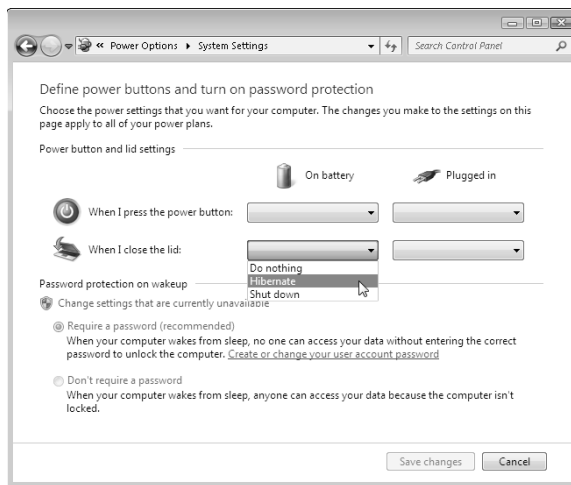 « Power Options ▸ System Settings
Search Control Panel
Define power buttons and turn on password protection
Choose the power settings that you want for your computer. The changes you make to the settings on this
page apply to all of your power plans.
Power button and lid settings
On battery
Plugged in
When I press the power button:
When I close the lid:
Do nothing
Hibernate
Shut down
Password protection on wakeup
Change settings that are currently unavailable
Require a password (recommended)
When your computer wakes from sleep, no one can access your data without entering the correct
password to unlock the computer. Create or change your user account password
Don't require a password
When your computer wakes from sleep, anyone can access your data because the computer isn't
locked.
Save changes
Cancel